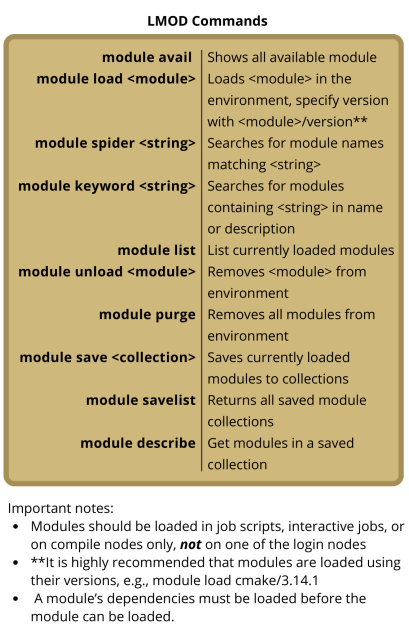 LMOD Commands
module avail Shows all available module
module load <module> Loads <module> in the
environment, specify version
with <module>/version**
module spider <string> Searches for module names
matching <string>
module keyword <string> Searches for modules
containing <string> in name
or description
module list List currently loaded modules
module unload <module> Removes <module> from
environment
module purge Removes all modules from
environment
module save <collection> Saves currently loaded
modules to collections
module savelist Returns all saved module
collections
module describe Get modules in a saved
collection
Important notes:
• Modules should be loaded in job scripts, interactive jobs, or
on compile nodes only, not on one of the login nodes
• **It is highly recommended that modules are loaded using
their versions, e.g., module load cmake/3.14.1
• A module’s dependencies must be loaded before the
module can be loaded.